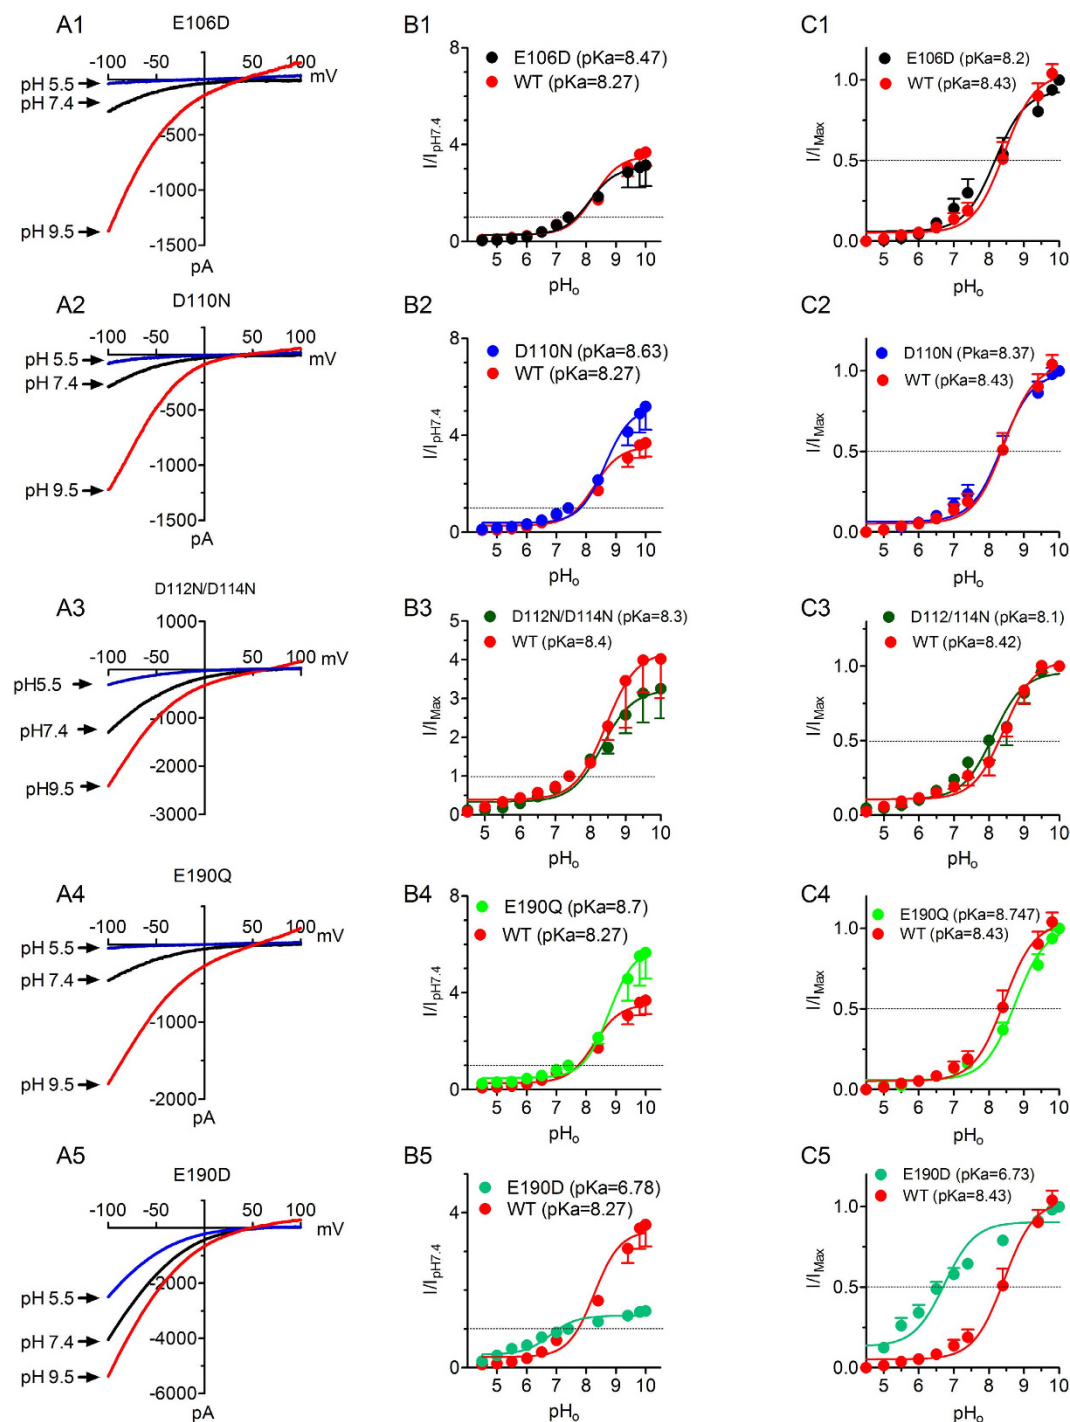 A1
E106D
-100 -50 0 50 100
mV
pH 5.5
pH 7.4
-500
-1000
pH 9.5
-1500
pA
B1
8
E106D (pKa=8.47)
WT (pKa=8.27)
4
0
I/IpH7.4
5 6 7 8 9 10
pHo
C1
E106D (pKa=8.2)
WT (pKa=8.43)
1.0
0.5
0.0
I/IMax
5 6 7 8 9 10
pHo
A2
D110N
-100 -50 0 50 100
mV
pH 5.5
pH 7.4
-500
-1000
pH 9.5
-1500
pA
B2
8
D110N (pKa=8.63)
WT (pKa=8.27)
4
0
I/IpH7.4
5 6 7 8 9 10
pHo
C2
D110N (Pka=8.37)
WT (pKa=8.43)
1.0
0.5
0.0
I/IMax
5 6 7 8 9 10
pHo
A3
D112N/D114N
1000
-100 -50 50 100
mV
pH5.5
pH7.4
-1000
-2000
pH9.5
-3000
pA
B3
D112N/D114N (pKa=8.3)
WT (pKa=8.4)
5
4
3
2
1
0
I/IMax
5 6 7 8 9 10
pHo
C3
D112/114N (pKa=8.1)
WT (pKa=8.42)
1.0
0.5
0.0
I/IMax
5 6 7 8 9 10
pHo
A4
E190Q
-100 -50 0 50 100
mV
pH 5.5
pH 7.4
-1000
pH 9.5
-2000
pA
B4
8
E190Q (pKa=8.7)
WT (pKa=8.27)
4
0
I/IpH7.4
5 6 7 8 9 10
pHo
C4
E190Q (pKa=8.747)
WT (pKa=8.43)
1.0
0.5
0.0
I/IMax
5 6 7 8 9 10
pHo
A5
E190D
-100 -50 0 50 100
mV
pH 5.5
-2000
pH 7.4
-4000
pH 9.5
-6000
pA
B5
E190D (pKa=6.78)
WT (pKa=8.27)
4
0
I/IpH7.4
5 6 7 8 9 10
pHo
C5
E190D (pKa=6.73)
WT (pKa=8.43)
1.0
0.5
0.0
I/IMax
5 6 7 8 9 10
pHo